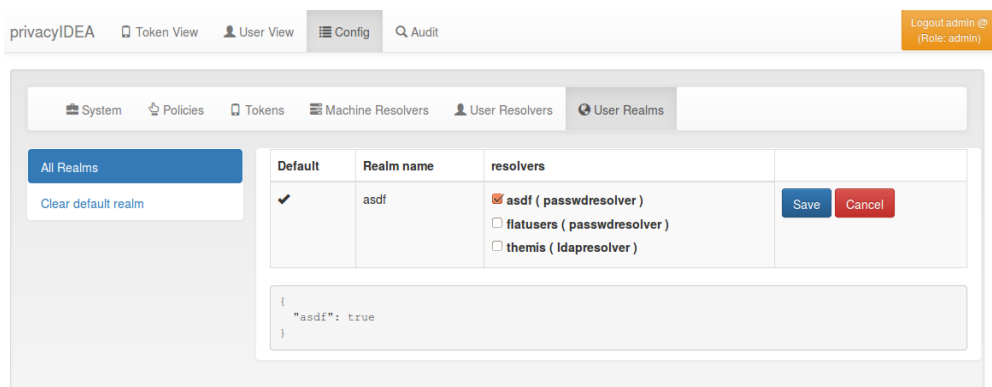 privacyIDEA Token View User View Config Audit
Logout admin @
(Role: admin)
System Policies Tokens Machine Resolvers User Resolvers User Realms
All Realms
Clear default realm
Default Realm name resolvers
asdf asdf ( passwdresolver ) Save Cancel
flatusers ( passwdresolver )
themis ( ldapresolver )
{
"asdf": true
}